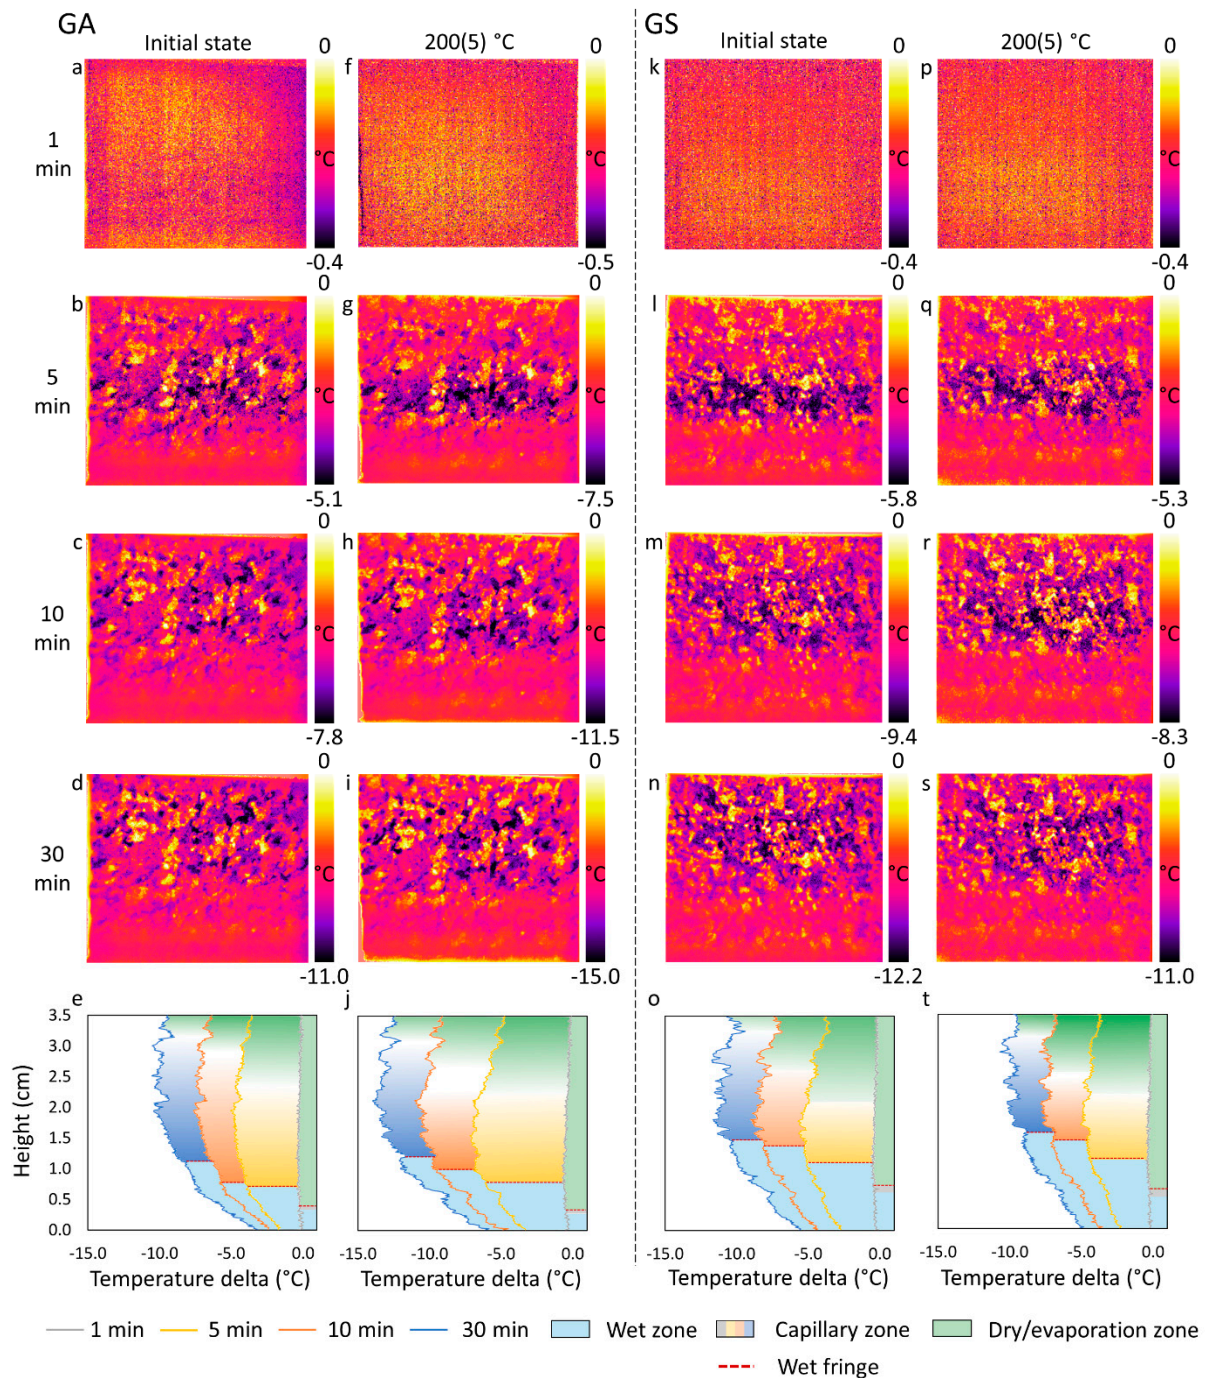 GA
GS
Initial state 0
200(5) °C 0
Initial state 0
200(5) °C 0
a f k p
1
min
°C °C °C °C
-0.4 -0.5 -0.4 -0.4
0 0 0 0
b g l q
5
min
°C °C °C °C
-5.1 -7.5 -5.8 -5.3
0 0 0 0
c h m r
10
min
°C °C °C °C
-7.8 -11.5 -9.4 -8.3
0 0 0 0
d i n s
30
min
°C °C °C °C
-11.0 -15.0 -12.2 -11.0
e j o t
3.5
3.0
2.5
2.0
1.5
1.0
0.5
0.0
Height (cm)
-15.0 -10.0 -5.0 0.0
-15.0 -10.0 -5.0 0.0
-15.0 -10.0 -5.0 0.0
-15.0 -10.0 -5.0 0.0
Temperature delta (°C)
Temperature delta (°C)
Temperature delta (°C)
Temperature delta (°C)
1 min 5 min 10 min 30 min Wet zone Capillary zone Dry/evaporation zone
Wet fringe